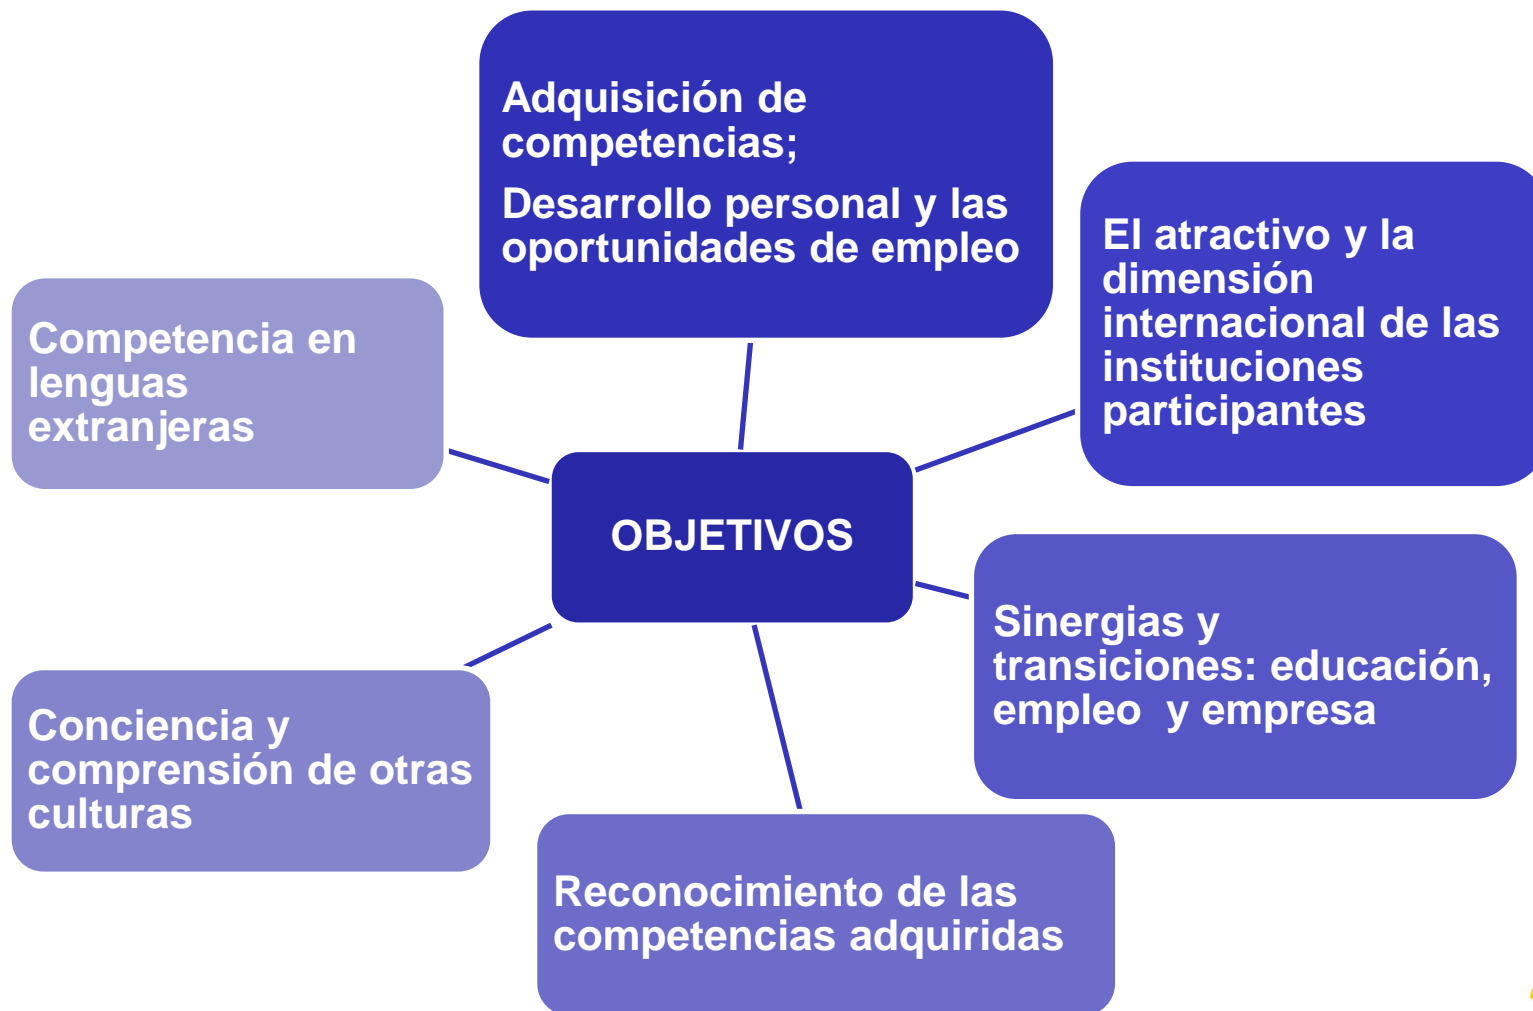 Adquisición de
competencias;
Desarrollo personal y las
oportunidades de empleo
El atractivo y la
dimensión
internacional de las
instituciones
participantes
Competencia en
lenguas
extranjeras
OBJETIVOS
Sinergias y
transiciones: educación,
empleo  y empresa
Conciencia y
comprensión de otras
culturas
Reconocimiento de las
competencias adquiridas